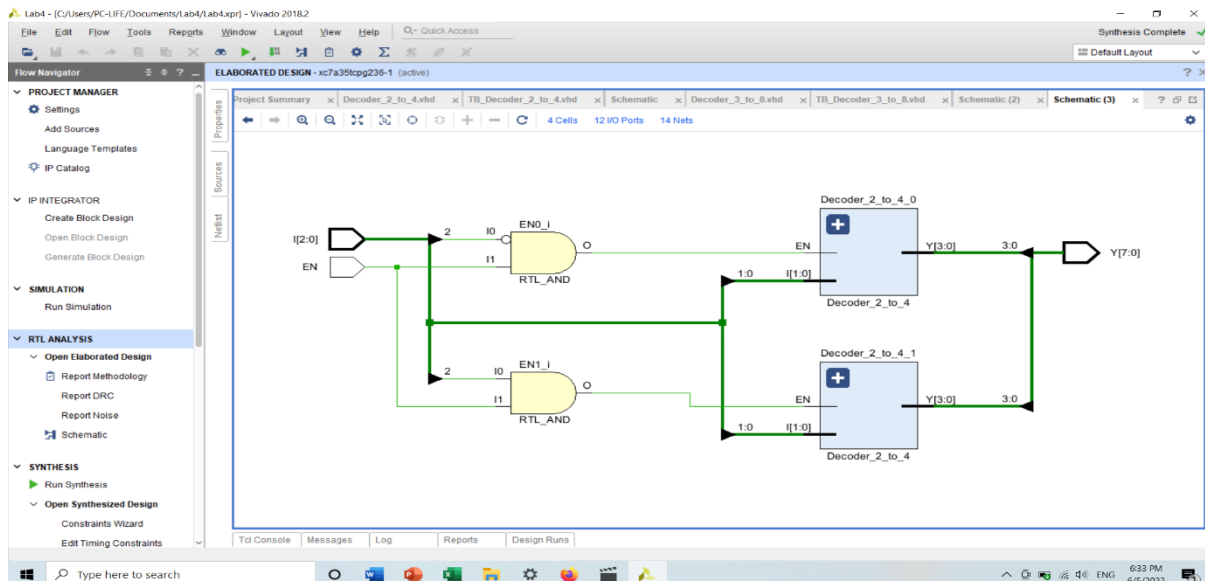 Lab4 - [C:/Users/PC-LIFE/Documents/Lab4/Lab4.xpr] - Vivado 2018.2
File Edit Flow Tools Reports Window Layout View Help Q- Quick Access
Synthesis Complete
Default Layout
Flow Navigator
ELABORATED DESIGN - xc7a35tcpg236-1 (active)
PROJECT MANAGER
Settings
Add Sources
Language Templates
IP Catalog
IP INTEGRATOR
Create Block Design
Open Block Design
Generate Block Design
SIMULATION
Run Simulation
RTL ANALYSIS
Open Elaborated Design
Report Methodology
Report DRC
Report Noise
Schematic
SYNTHESIS
Run Synthesis
Open Synthesized Design
Constraints Wizard
Edit Timing Constraints
Properties
Sources
Netlist
Project Summary Decoder_2_to_4.vhd TB_Decoder_2_to_4.vhd Schematic Decoder_3_to_8.vhd TB_Decoder_3_to_8.vhd Schematic (2) Schematic (3)
4 Cells 12 I/O Ports 14 Nets
Decoder_2_to_4_0
EN0_i
I[2:0] 2 I0 O EN Y[3:0] 3:0 Y[7:0]
EN I1
RTL_AND
1:0 I[1:0]
Decoder_2_to_4
Decoder_2_to_4_1
EN1_i
2 I0 O EN Y[3:0] 3:0
I1
RTL_AND
1:0 I[1:0]
Decoder_2_to_4
Tcl Console Messages Log Reports Design Runs
Type here to search
ENG
6:33 PM
6/5/2022